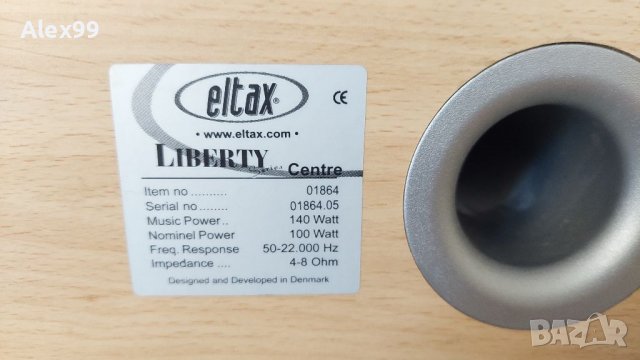 Alex99
eltax®
• www.eltax.com •
LIBERTY Centre
Item no .......... 01864
Serial no ........ 01864.05
Music Power .. 140 Watt
Nominel Power 100 Watt
Freq. Response 50-22.000 Hz
Impedance .... 4-8 Ohm
Designed and Developed in Denmark
BAZAR